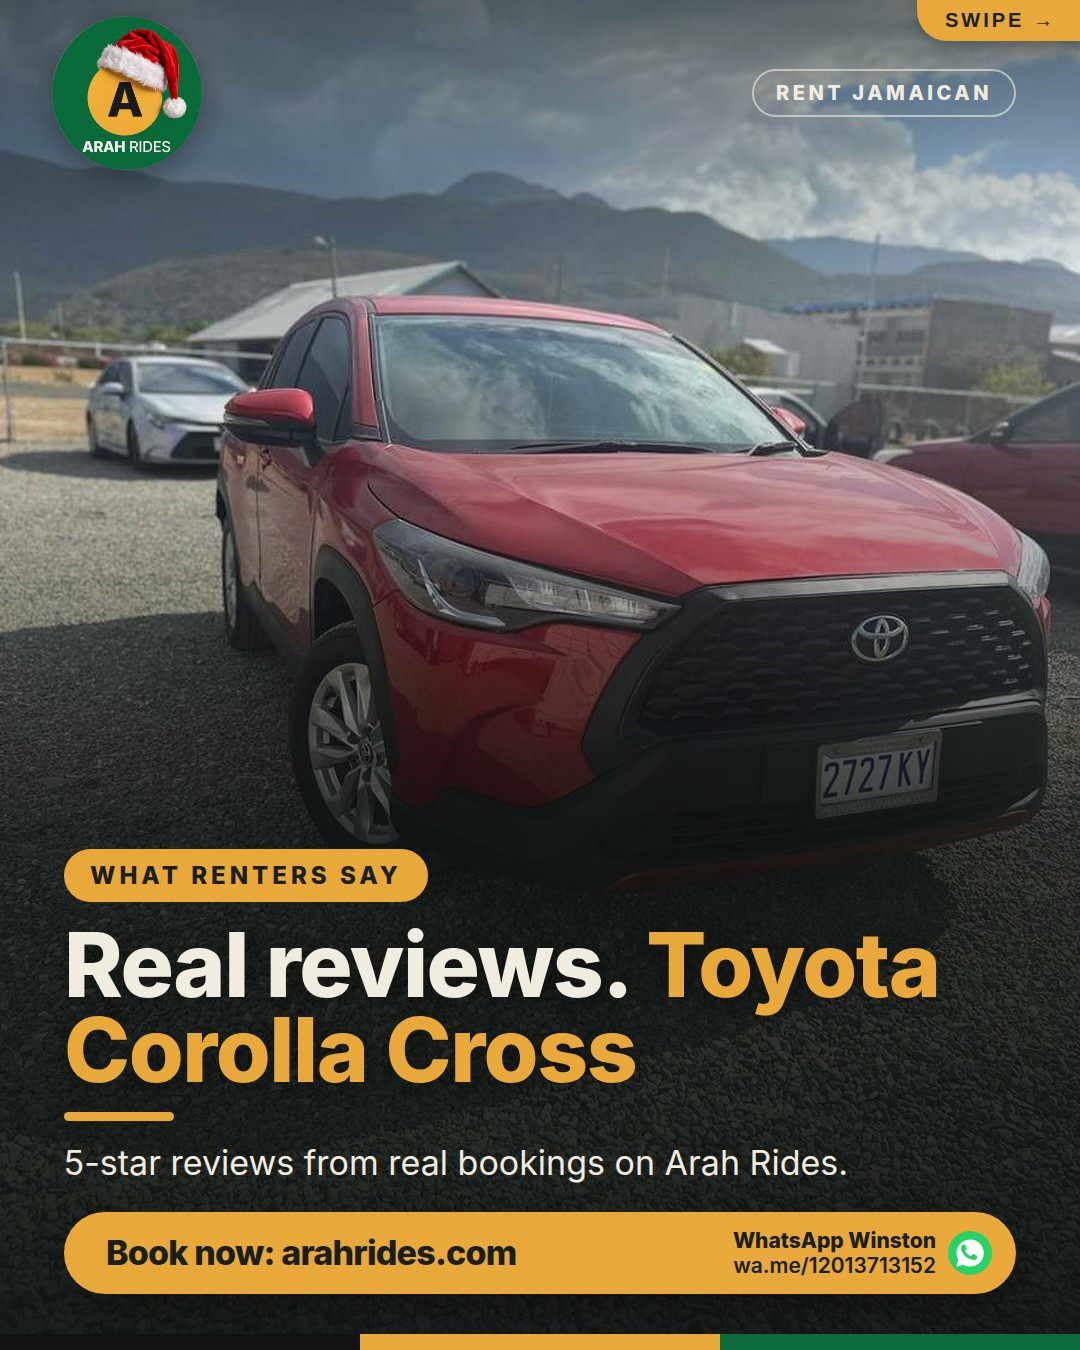 SWIPE →
RENT JAMAICAN
A
ARAH RIDES
2727KY
WHAT RENTERS SAY
Real reviews. Toyota
Corolla Cross
5-star reviews from real bookings on Arah Rides.
Book now: arahrides.com
WhatsApp Winston
wa.me/12013713152